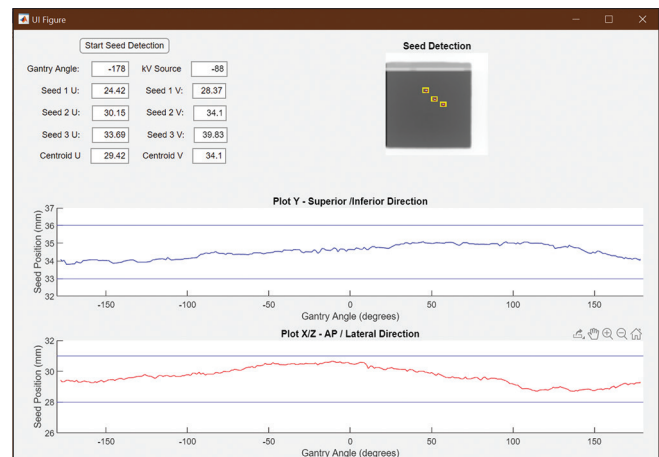 UI Figure
Start Seed Detection
Seed Detection
Gantry Angle: -178 kV Source -88
Seed 1 U: 24.42 Seed 1 V: 28.37
Seed 2 U: 30.15 Seed 2 V: 34.1
Seed 3 U: 33.69 Seed 3 V: 39.83
Centroid U 29.42 Centroid V 34.1
Plot Y - Superior /Inferior Direction
37
36
35
34
33
32
Seed Position (mm)
-150 -100 -50 0 50 100 150
Gantry Angle (degrees)
Plot X/Z - AP / Lateral Direction
32
30
28
26
Seed Position (mm)
-150 -100 -50 0 50 100 150
Gantry Angle (degrees)